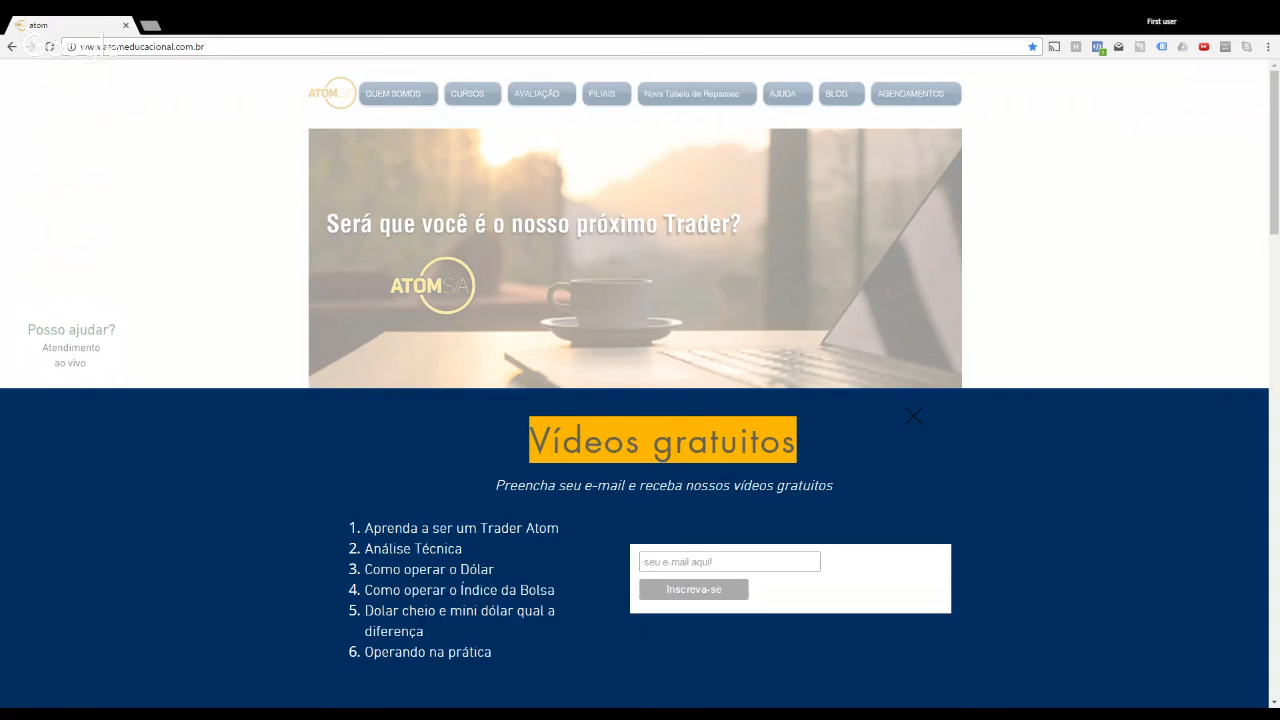 First user
atom
www.atomeducacional.com.br
ATOM S/A
QUEM SOMOS
CURSOS
AVALIAÇÃO
FILIAIS
Nova Tabela de Repasses
AJUDA
BLOG
AGENDAMENTOS
Será que você é o nosso próximo Trader?
ATOM S/A
Posso ajudar?
Atendimento
ao vivo
Vídeos gratuitos
Preencha seu e-mail e receba nossos vídeos gratuitos
1. Aprenda a ser um Trader Atom
2. Análise Técnica
3. Como operar o Dólar
4. Como operar o Índice da Bolsa
5. Dolar cheio e mini dólar qual a
diferença
6. Operando na prática
seu e-mail aqui!
Inscreva-se